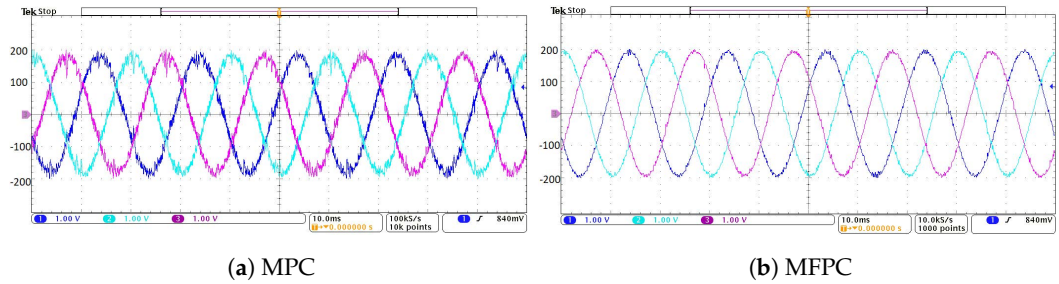 Tek Stop
200
100
0
-100
-200
1 1.00 V 2 1.00 V 3 1.00 V
10.0ms
0.000000 s
100kS/s
10k points
1 840mV
(a) MPC
Tek Stop
200
100
0
-100
-200
1 1.00 V 2 1.00 V 3 1.00 V
10.0ms
0.000000 s
10.0kS/s
1000 points
1 840mV
(b) MFPC